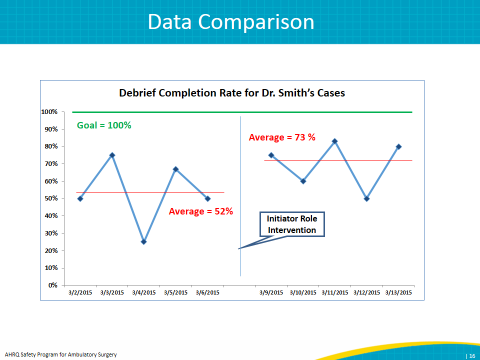 Data Comparison
Debrief Completion Rate for Dr. Smith's Cases
100%
90%
80%
70%
60%
50%
40%
30%
20%
10%
0%
Goal = 100%
Average = 52%
Average = 73 %
Initiator Role
Intervention
3/2/2015 3/3/2015 3/4/2015 3/5/2015 3/6/2015 3/9/2015 3/10/2015 3/11/2015 3/12/2015 3/13/2015
AHRQ Safety Program for Ambulatory Surgery
| 16